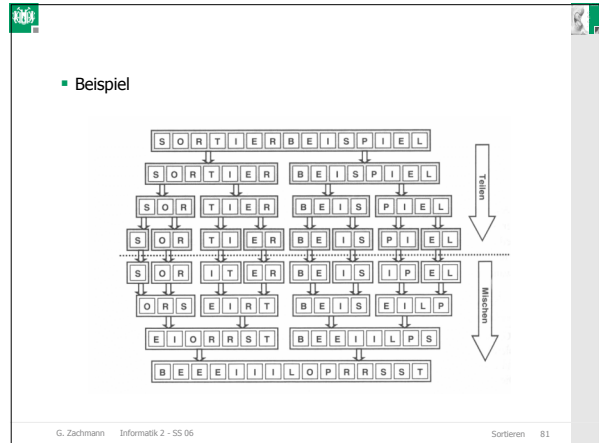 Beispiel
S O R T I E R B E I S P I E L
S O R T I E R B E I S P I E L
S O R T I E R B E I S P I E L
S O R T I E R B E I S P I E L
Teilen
S O R I T E R B E I S I P E L
O R S E I R T B E I S E I L P
E I O R R S T B E E I I L P S
B E E E I I I L O P R R S S T
Mischen
G. Zachmann Informatik 2 - SS 06 Sortieren 81